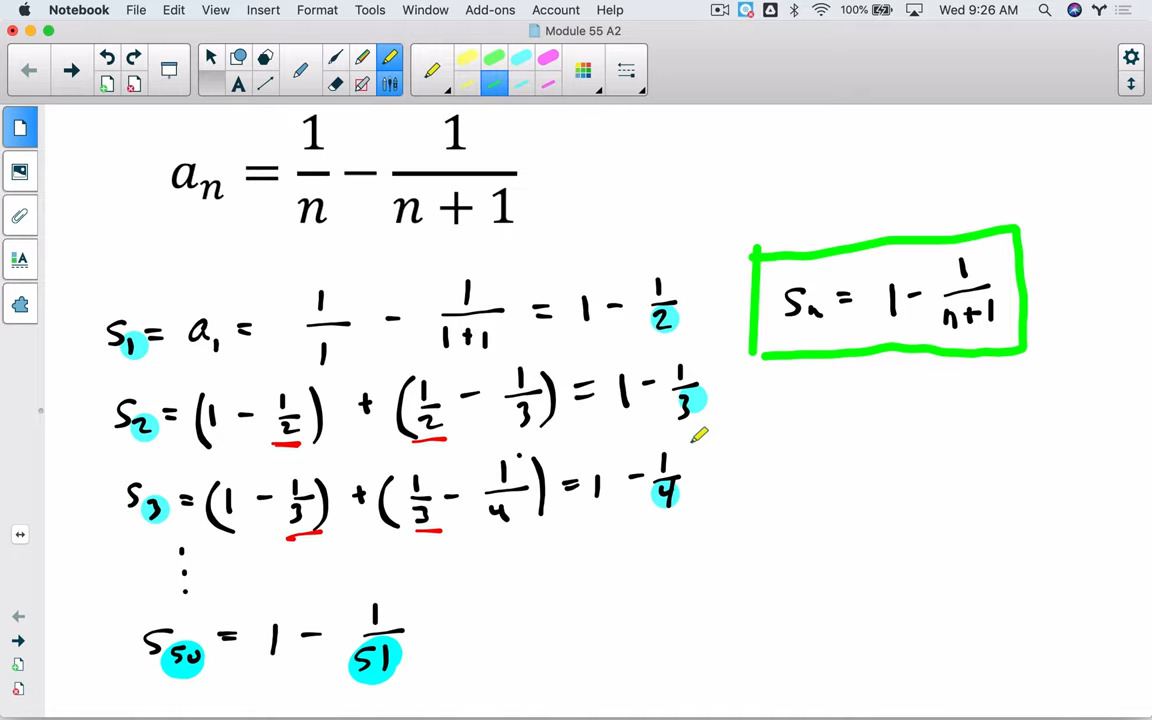 Notebook File Edit View Insert Format Tools Window Add-ons Account Help 100% Wed 9:26 AM
Module 55 A2
a_n = 1/n − 1/(n + 1)
S_1 = a_1 = 1/1 - 1/(1+1) = 1 - 1/2
S_2 = (1 - 1/2) + (1/2 - 1/3) = 1 - 1/3
S_3 = (1 - 1/3) + (1/3 - 1/4) = 1 - 1/4
⋮
S_50 = 1 - 1/51
S_n = 1 - 1/(n+1)